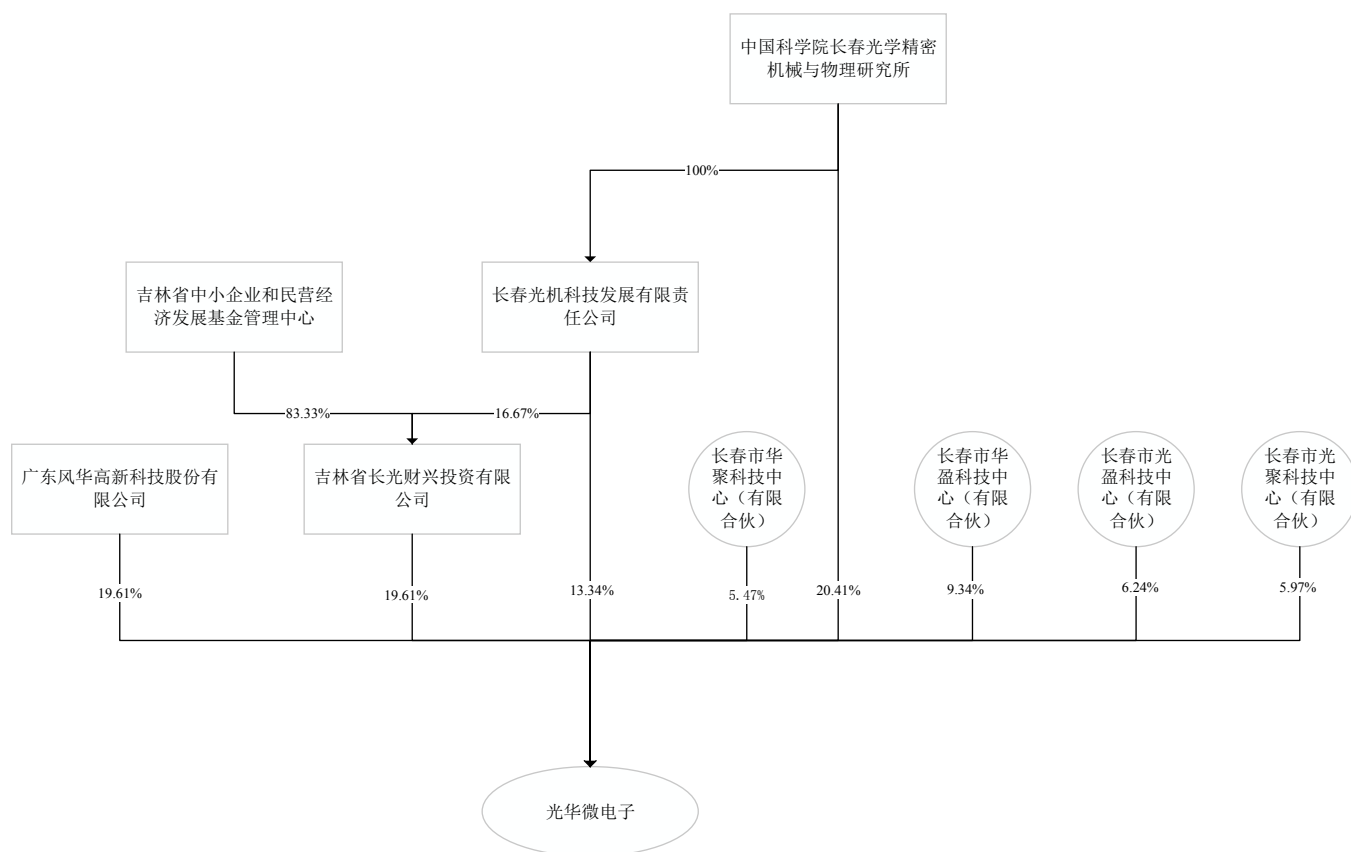 中国科学院长春光学精密
机械与物理研究所
100%
吉林省中小企业和民营经
济发展基金管理中心
长春光机科技发展有限责
任公司
83.33%
16.67%
广东风华高新科技股份有
限公司
吉林省长光财兴投资有限
公司
长春市华
聚科技中
心（有限
合伙）
长春市华
盈科技中
心（有限
合伙）
长春市光
盈科技中
心（有限
合伙）
长春市光
聚科技中
心（有限
合伙）
19.61%
19.61%
13.34%
5.47%
20.41%
9.34%
6.24%
5.97%
光华微电子